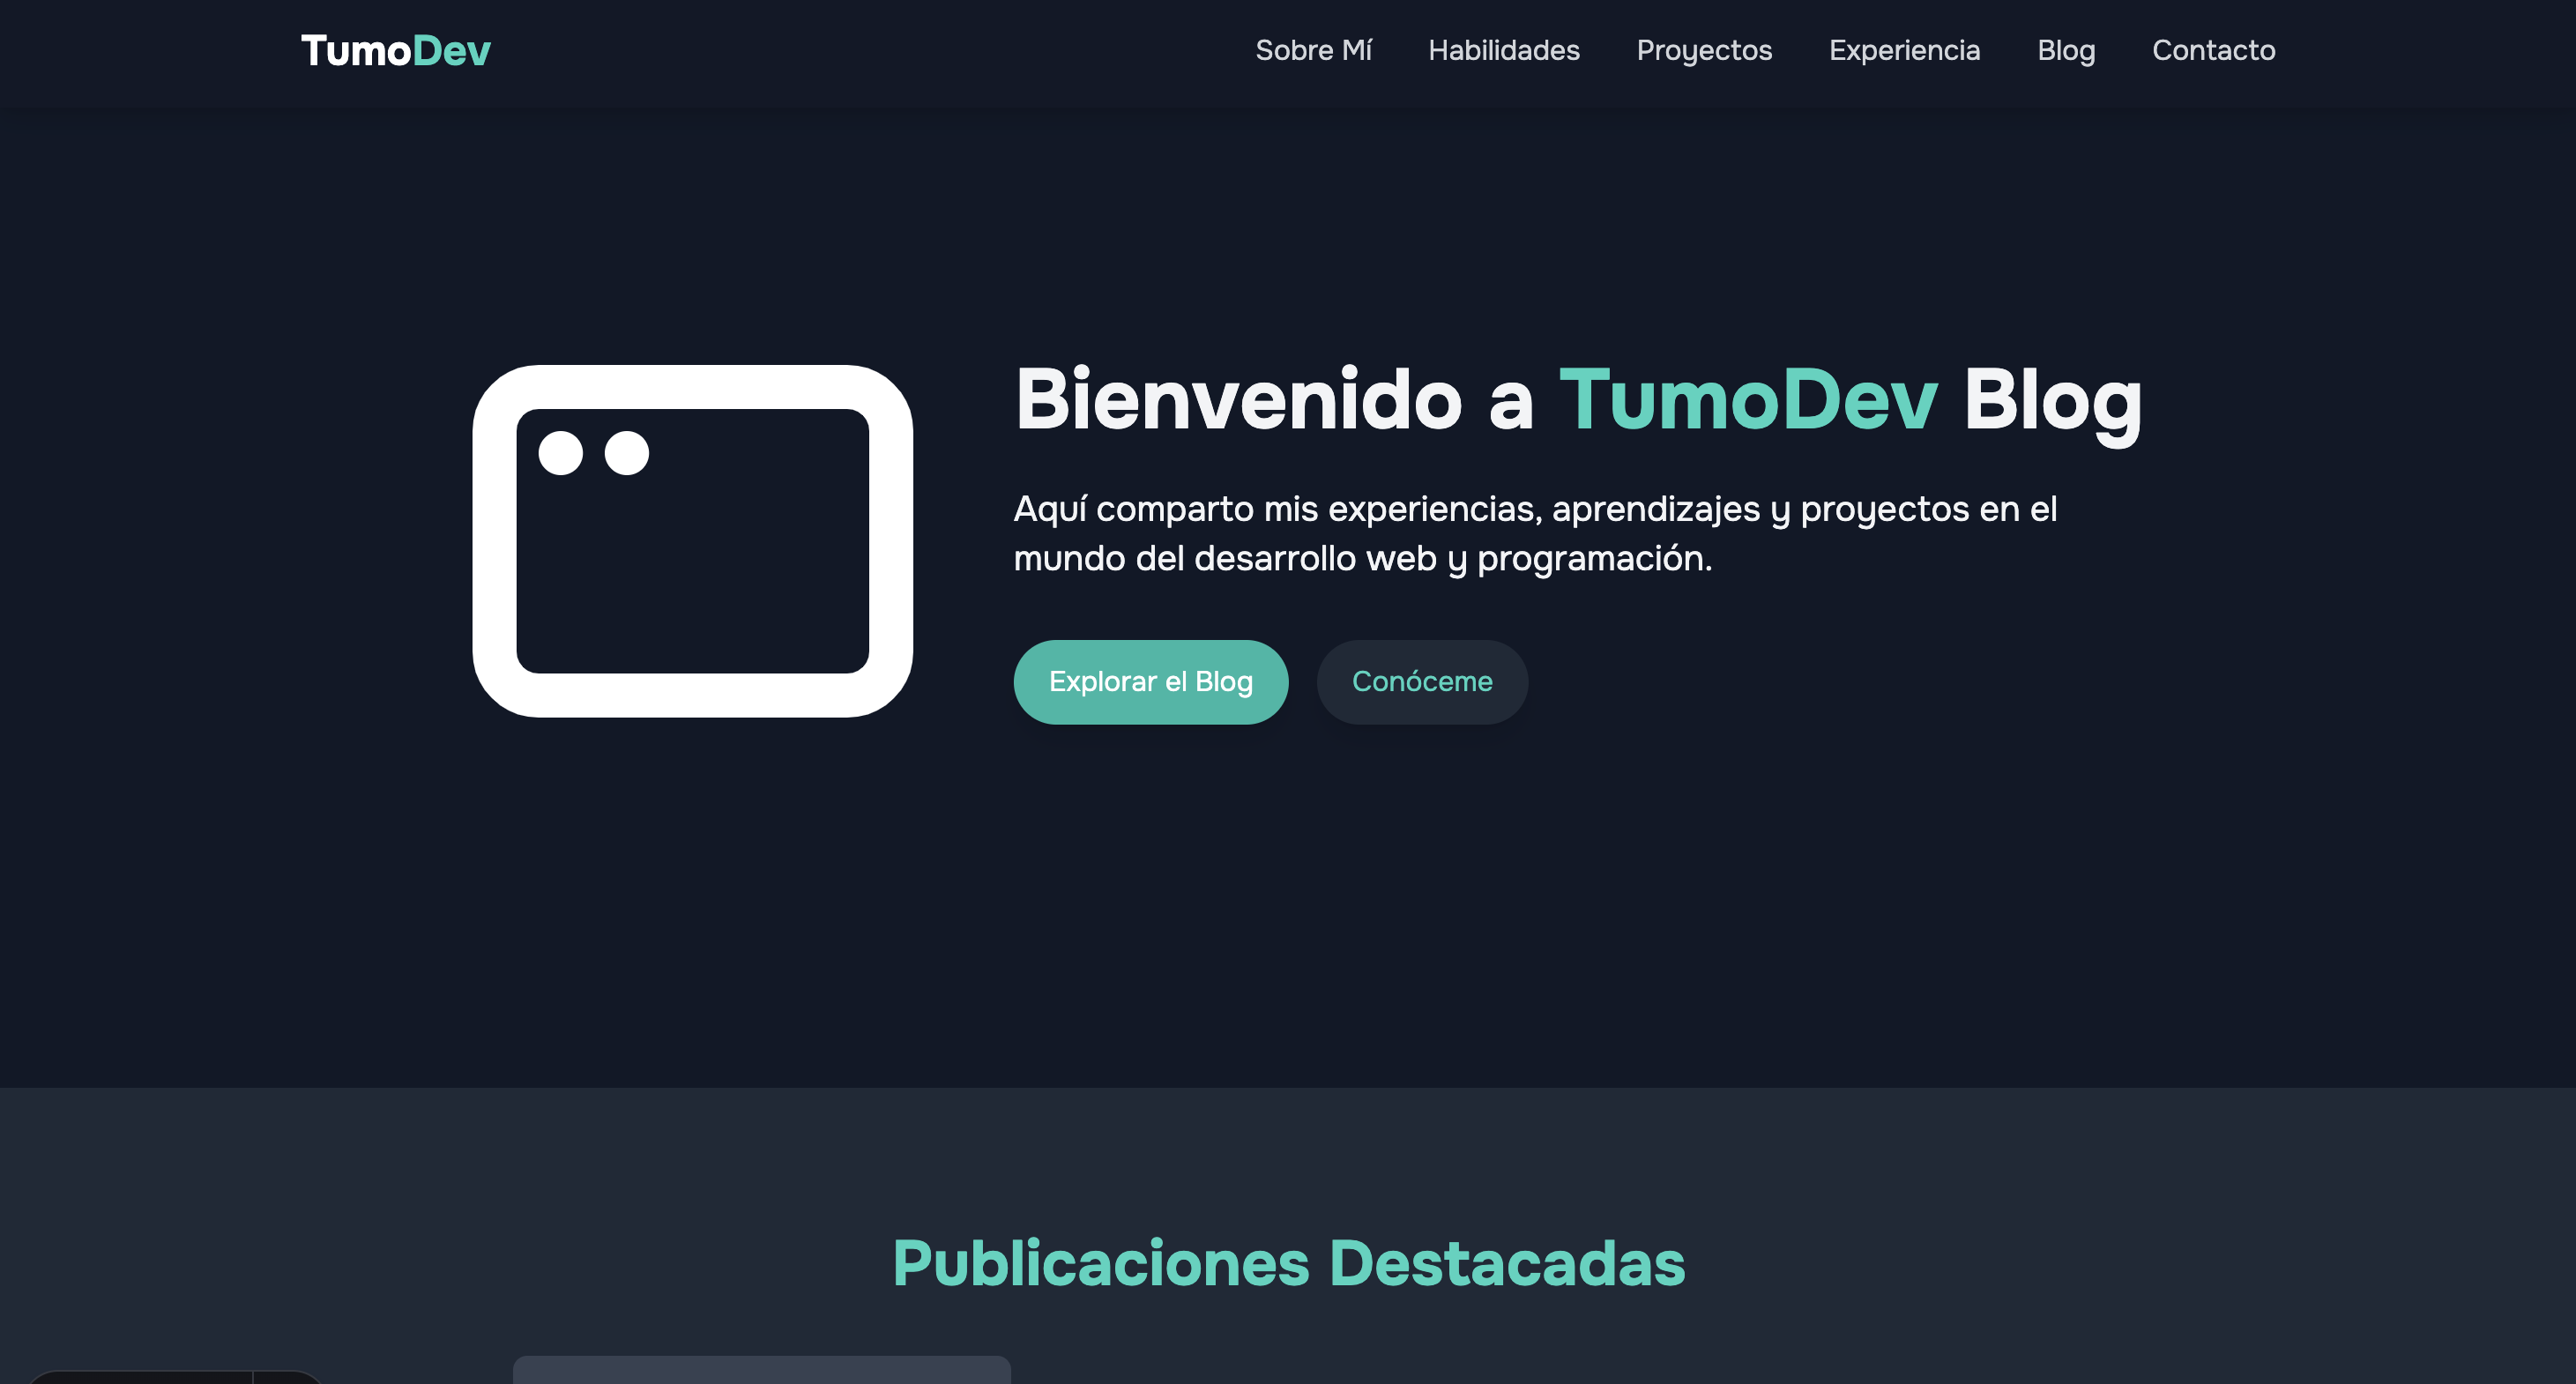 TumoDev
Sobre Mí
Habilidades
Proyectos
Experiencia
Blog
Contacto
Bienvenido a TumoDev Blog
Aquí comparto mis experiencias, aprendizajes y proyectos en el
mundo del desarrollo web y programación.
Explorar el Blog
Conóceme
Publicaciones Destacadas